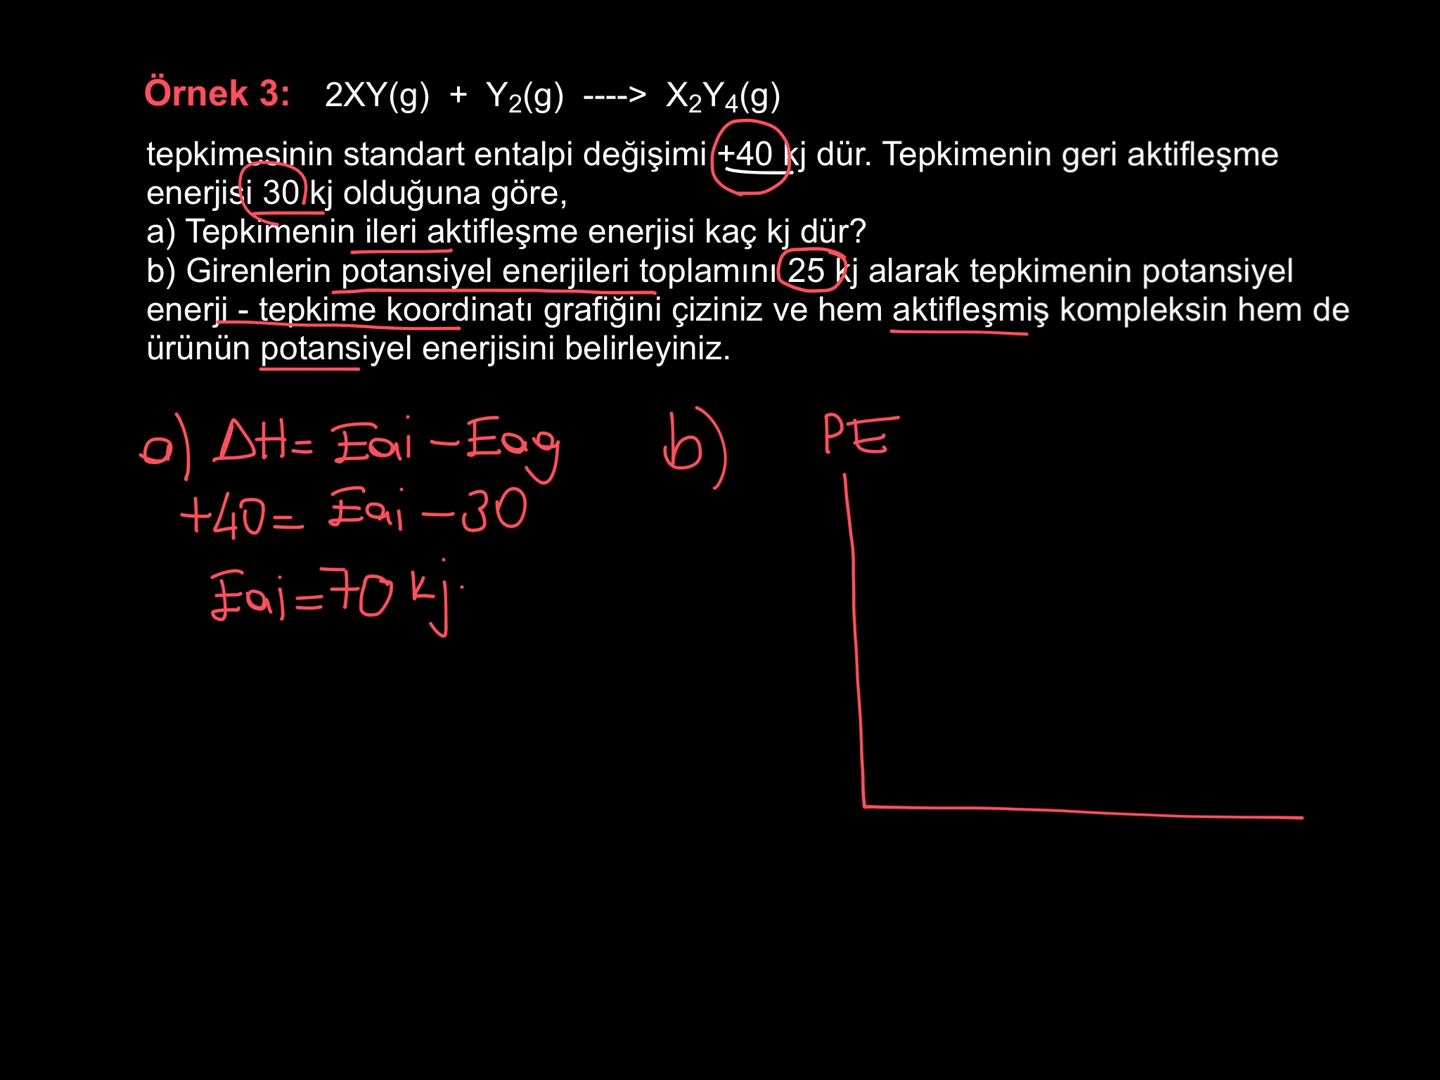 Örnek 3: 2XY(g) + Y₂(g) ----> X₂Y₄(g)
tepkimesinin standart entalpi değişimi +40 kj dür. Tepkimenin geri aktifleşme
enerjisi 30 kj olduğuna göre,
a) Tepkimenin ileri aktifleşme enerjisi kaç kj dür?
b) Girenlerin potansiyel enerjileri toplamını 25 kj alarak tepkimenin potansiyel
enerji - tepkime koordinatı grafiğini çiziniz ve hem aktifleşmiş kompleksin hem de
ürünün potansiyel enerjisini belirleyiniz.
a) ΔH = Eai - Eag
+40 = Eai - 30
Eai = 70 kj
b) PE